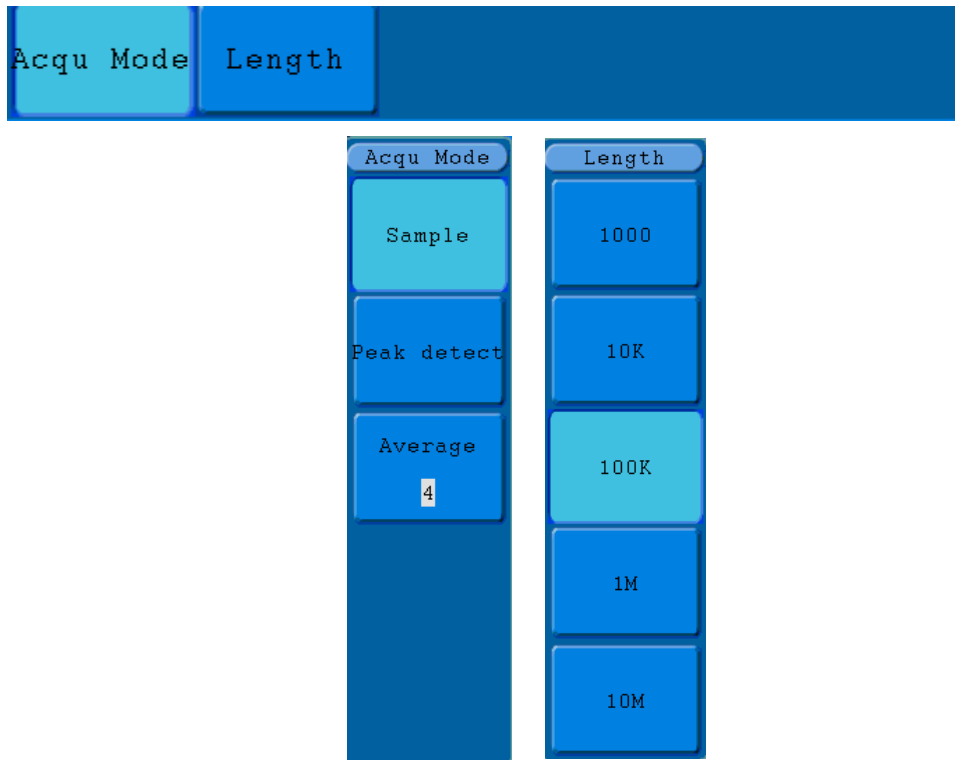 Acqu Mode
Length
Acqu Mode
Sample
Peak detect
Average
4
Length
1000
10K
100K
1M
10M